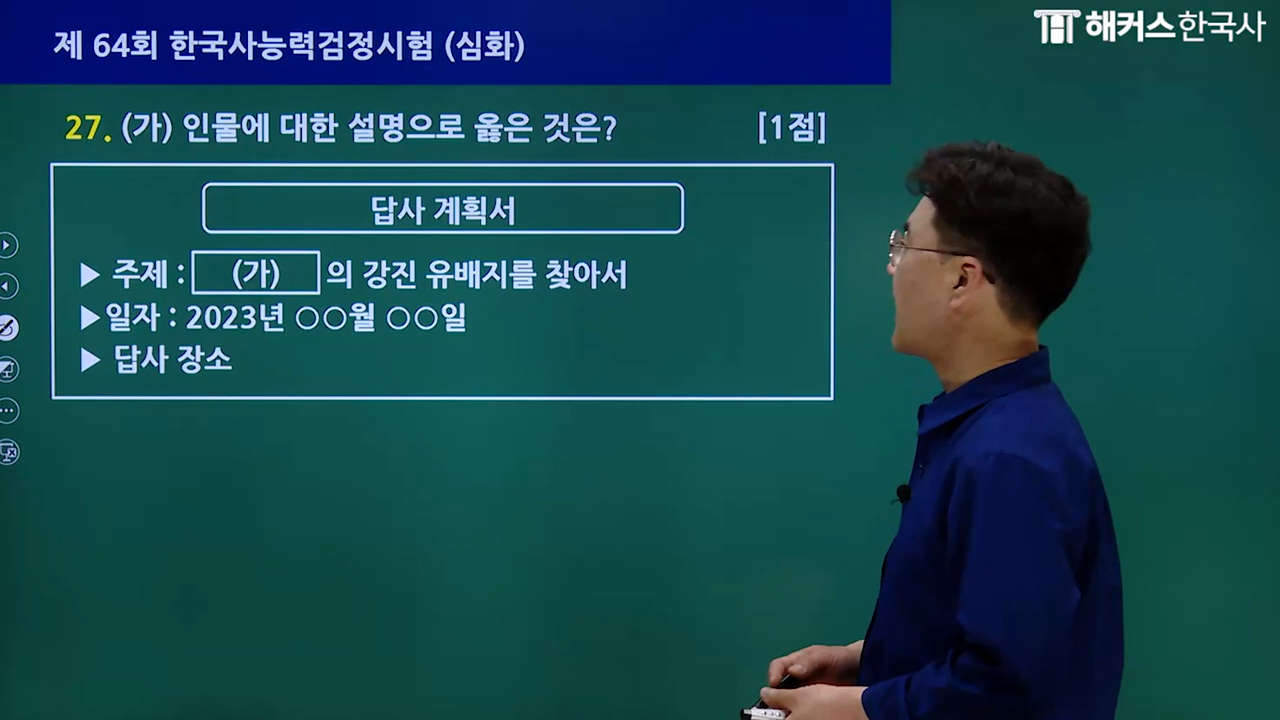 제 64회 한국사능력검정시험 (심화)
해커스한국사
27. (가) 인물에 대한 설명으로 옳은 것은? [1점]
답사 계획서
▶ 주제 : (가) 의 강진 유배지를 찾아서
▶일자 : 2023년 ○○월 ○○일
▶ 답사 장소